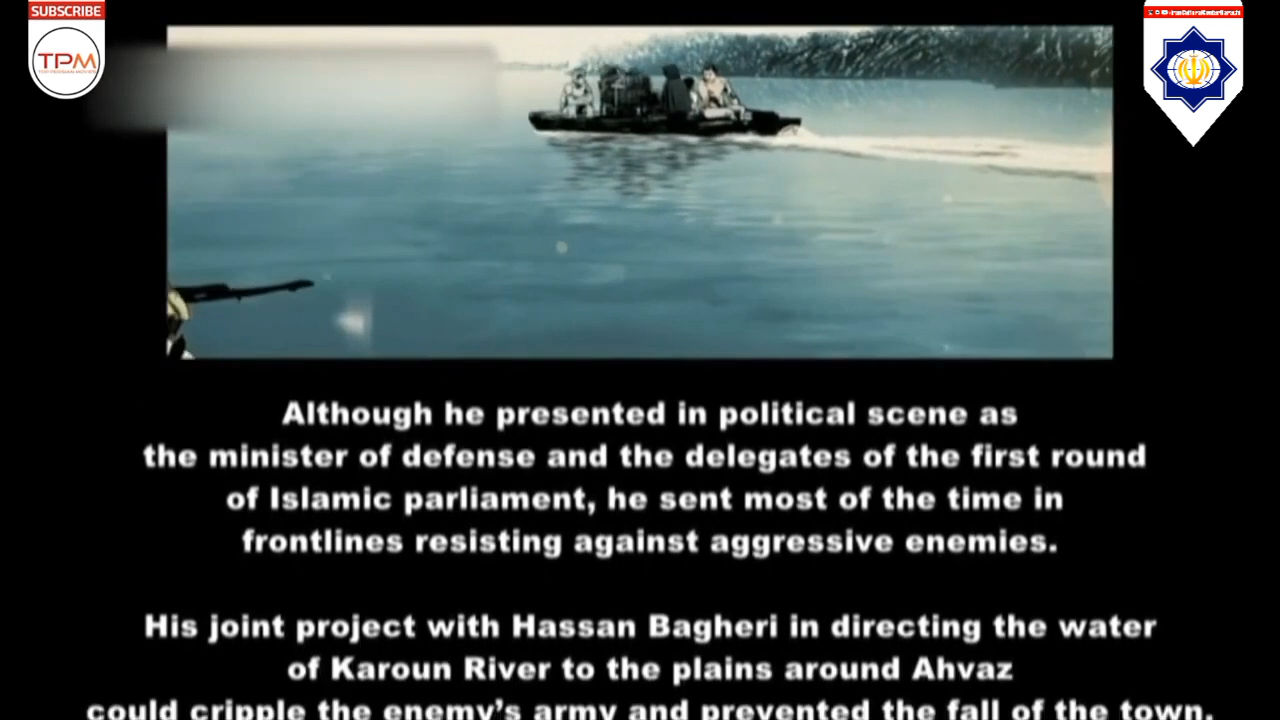 SUBSCRIBE
TPM
TOP PERSIAN MOVIES
Although he presented in political scene as
the minister of defense and the delegates of the first round
of Islamic parliament, he sent most of the time in
frontlines resisting against aggressive enemies.
His joint project with Hassan Bagheri in directing the water
of Karoun River to the plains around Ahvaz
could cripple the enemy's army and prevented the fall of the town.